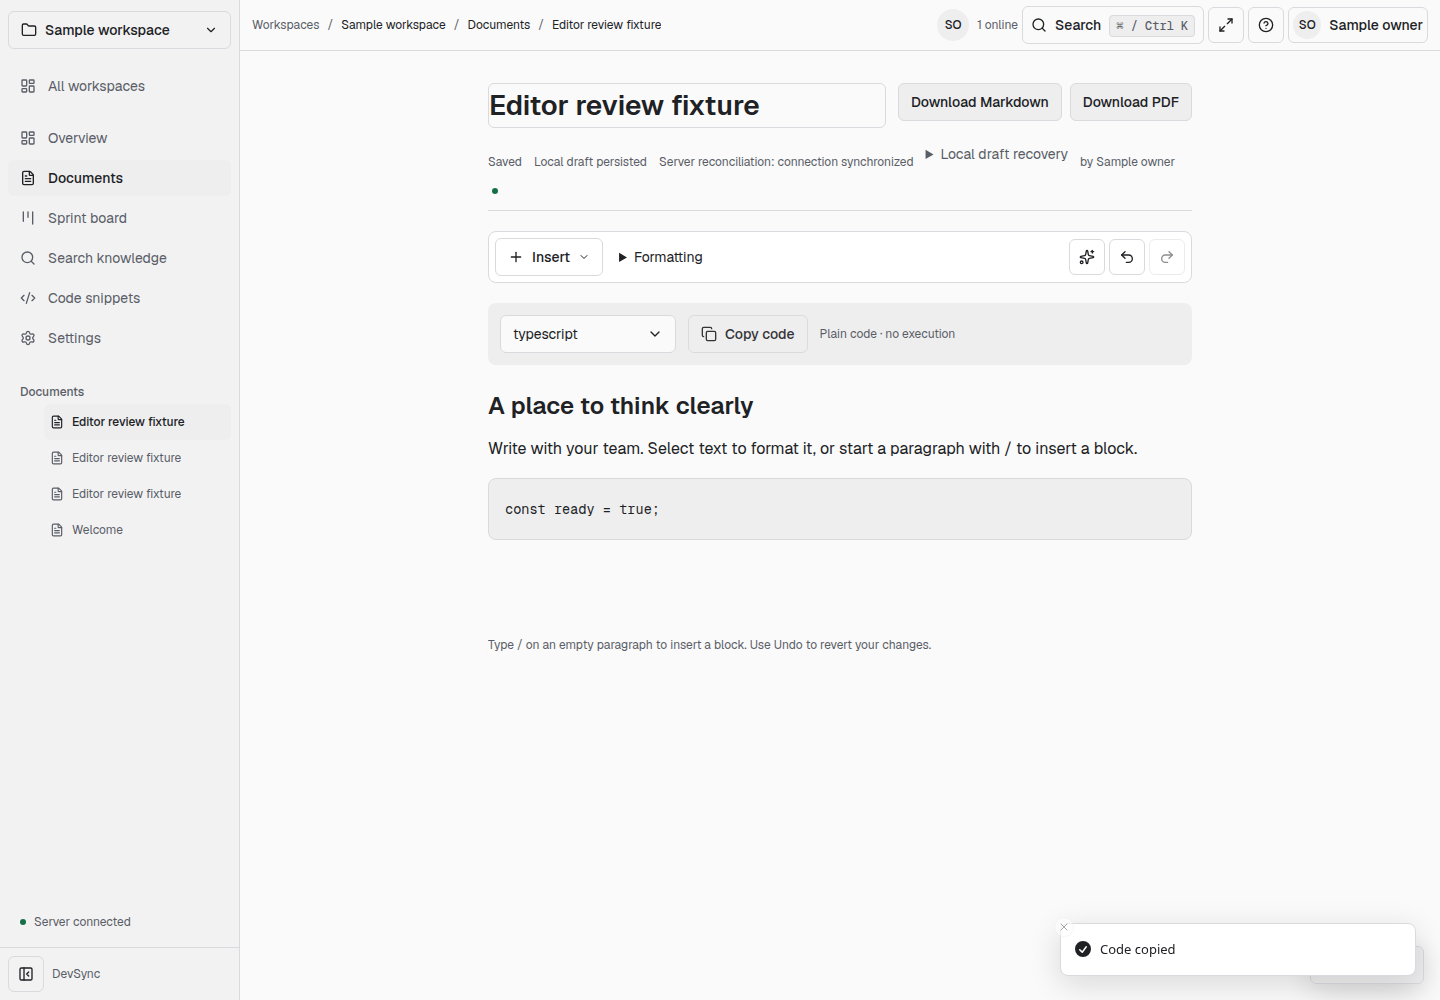 Sample workspace
All workspaces
Overview
Documents
Sprint board
Search knowledge
Code snippets
Settings
Documents
Editor review fixture
Editor review fixture
Editor review fixture
Welcome
Server connected
DevSync
Workspaces / Sample workspace / Documents / Editor review fixture
SO 1 online Search ⌘ / Ctrl K SO Sample owner
Editor review fixture Download Markdown Download PDF
Saved Local draft persisted Server reconciliation: connection synchronized Local draft recovery by Sample owner
Insert Formatting
typescript Copy code Plain code · no execution
A place to think clearly
Write with your team. Select text to format it, or start a paragraph with / to insert a block.
const ready = true;
Type / on an empty paragraph to insert a block. Use Undo to revert your changes.
Code copied